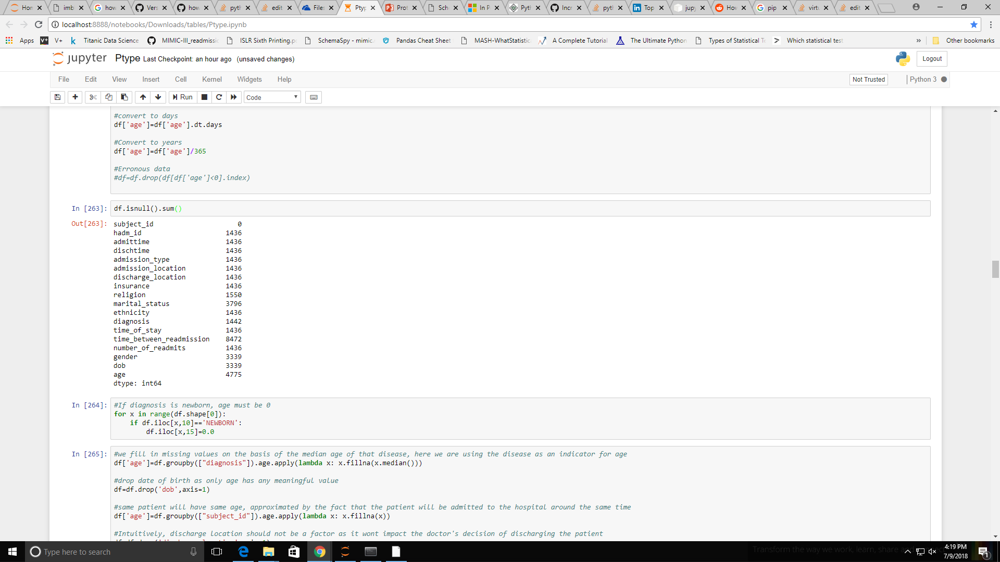 Hor
imb
how
Vers
how
pyth
edit
Files
Ptyp
Prot
Sch
In P
Pyth
Incr
pyth
Top
jupy
How
pip
virtu
edit
localhost:8888/notebooks/Downloads/tables/Ptype.ipynb
Apps
V+
Titanic Data Science
MIMIC-III_readmissio
ISLR Sixth Printing.p
SchemaSpy - mimic.
Pandas Cheat Sheet
MASH-WhatStatistic
A Complete Tutorial
The Ultimate Python
Types of Statistical Te
Which statistical test
»
Other bookmarks
jupyter Ptype Last Checkpoint: an hour ago (unsaved changes)
Logout
File Edit View Insert Cell Kernel Widgets Help
Not Trusted
Python 3
Run
Code
#convert to days
df['age']=df['age'].dt.days
#Convert to years
df['age']=df['age']/365
#Erronous data
#df=df.drop(df[df['age']<0].index)
In [263]: df.isnull().sum()
Out[263]: subject_id 0
hadm_id 1436
admittime 1436
dischtime 1436
admission_type 1436
admission_location 1436
discharge_location 1436
insurance 1436
religion 1550
marital_status 3796
ethnicity 1436
diagnosis 1442
time_of_stay 1436
time_between_readmission 8472
number_of_readmits 1436
gender 3339
dob 3339
age 4775
dtype: int64
In [264]: #If diagnosis is newborn, age must be 0
for x in range(df.shape[0]):
if df.iloc[x,10]=='NEWBORN':
df.iloc[x,15]=0.0
In [265]: #we fill in missing values on the basis of the median age of that disease, here we are using the disease as an indicator for age
df['age']=df.groupby(["diagnosis"]).age.apply(lambda x: x.fillna(x.median()))
#drop date of birth as only age has any meaningful value
df=df.drop('dob',axis=1)
#same patient will have same age, approximated by the fact that the patient will be admitted to the hospital around the same time
df['age']=df.groupby(["subject_id"]).age.apply(lambda x: x.fillna(x))
#Intuitively, discharge location should not be a factor as it wont impact the doctor's decision of discharging the patient
Type here to search
Transform the way we work, learn, share
4:19 PM
7/9/2018
1